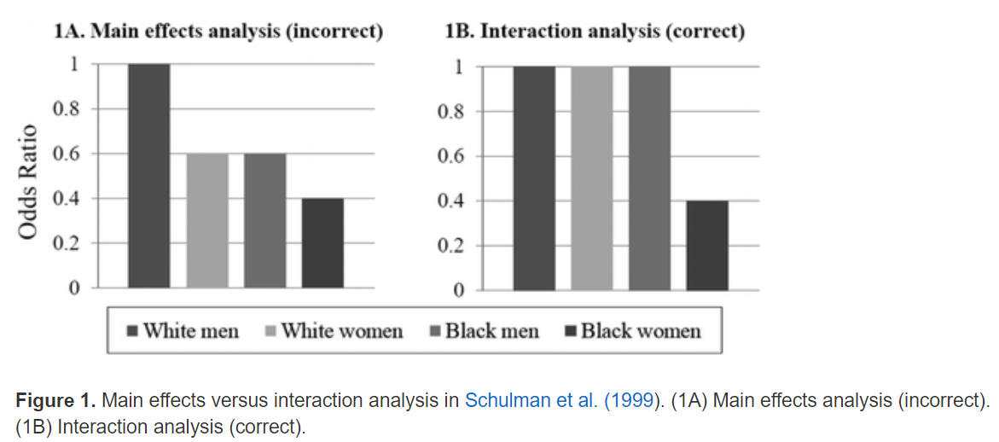 1A. Main effects analysis (incorrect)
1
0.8
0.6
0.4
0.2
0
Odds Ratio
1B. Interaction analysis (correct)
1
0.8
0.6
0.4
0.2
0
White men White women Black men Black women
Figure 1. Main effects versus interaction analysis in Schulman et al. (1999). (1A) Main effects analysis (incorrect).
(1B) Interaction analysis (correct).